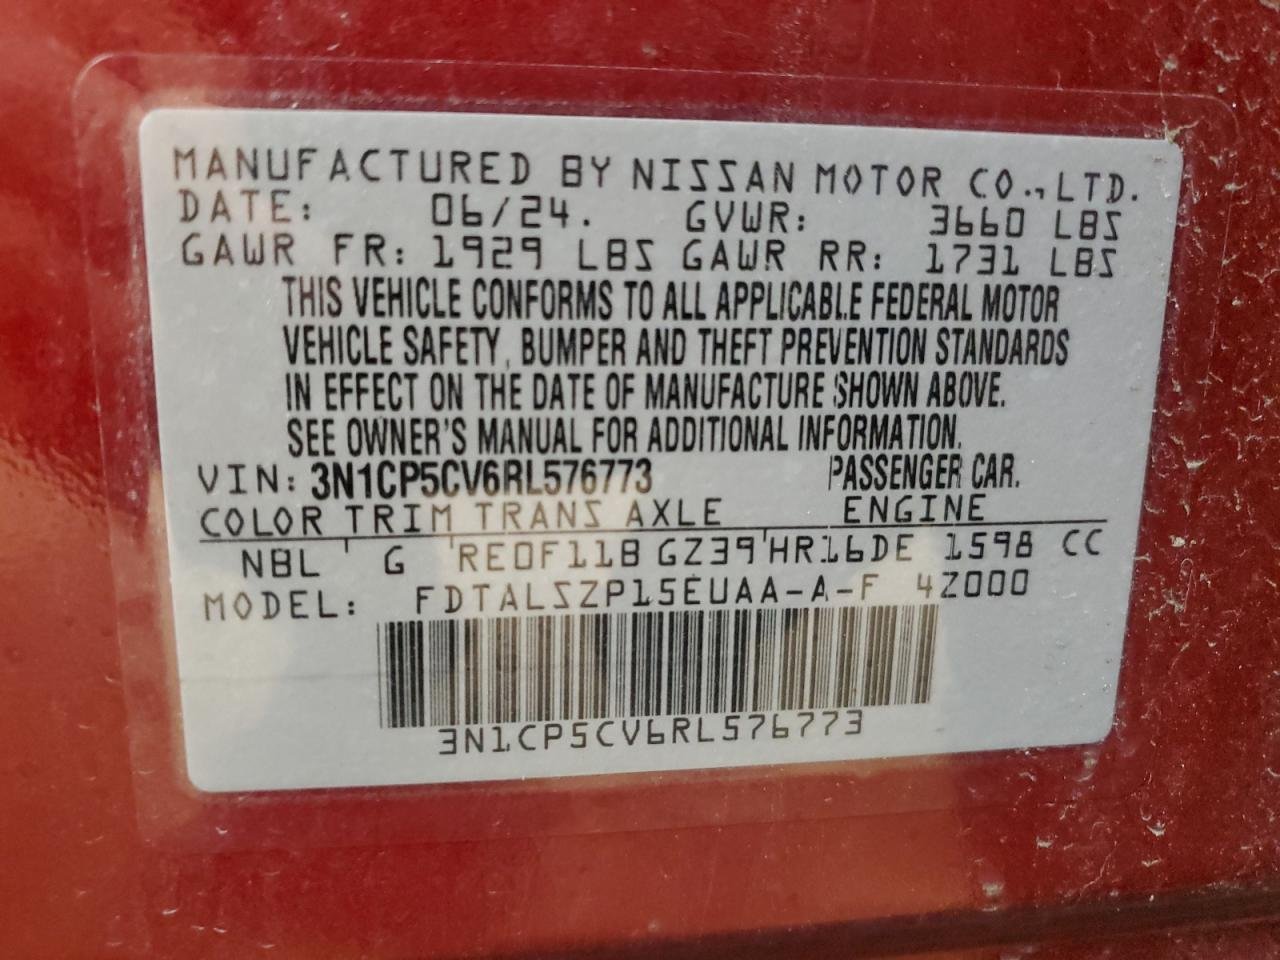 MANUFACTURED BY NISSAN MOTOR CO., LTD.
DATE: 06/24. GVWR: 3660 LBS
GAWR FR: 1929 LBS GAWR RR: 1731 LBS
THIS VEHICLE CONFORMS TO ALL APPLICABLE FEDERAL MOTOR
VEHICLE SAFETY, BUMPER AND THEFT PREVENTION STANDARDS
IN EFFECT ON THE DATE OF MANUFACTURE SHOWN ABOVE.
SEE OWNER'S MANUAL FOR ADDITIONAL INFORMATION.
VIN: 3N1CP5CV6RL576773 PASSENGER CAR.
COLOR TRIM TRANS AXLE ENGINE
NBL G RE0F11B GZ39 HR16DE 1598 CC
MODEL: FDTALSZP15EUAA-A-F 4Z000
3N1CP5CV6RL576773